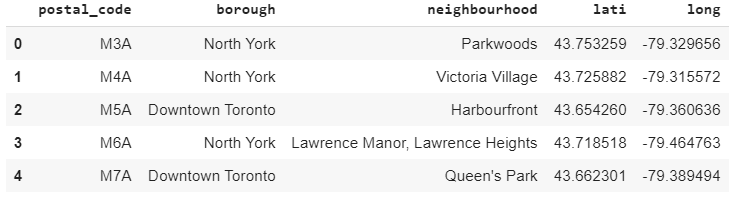 postal_code borough neighbourhood lati long
0 M3A North York Parkwoods 43.753259 -79.329656
1 M4A North York Victoria Village 43.725882 -79.315572
2 M5A Downtown Toronto Harbourfront 43.654260 -79.360636
3 M6A North York Lawrence Manor, Lawrence Heights 43.718518 -79.464763
4 M7A Downtown Toronto Queen's Park 43.662301 -79.389494